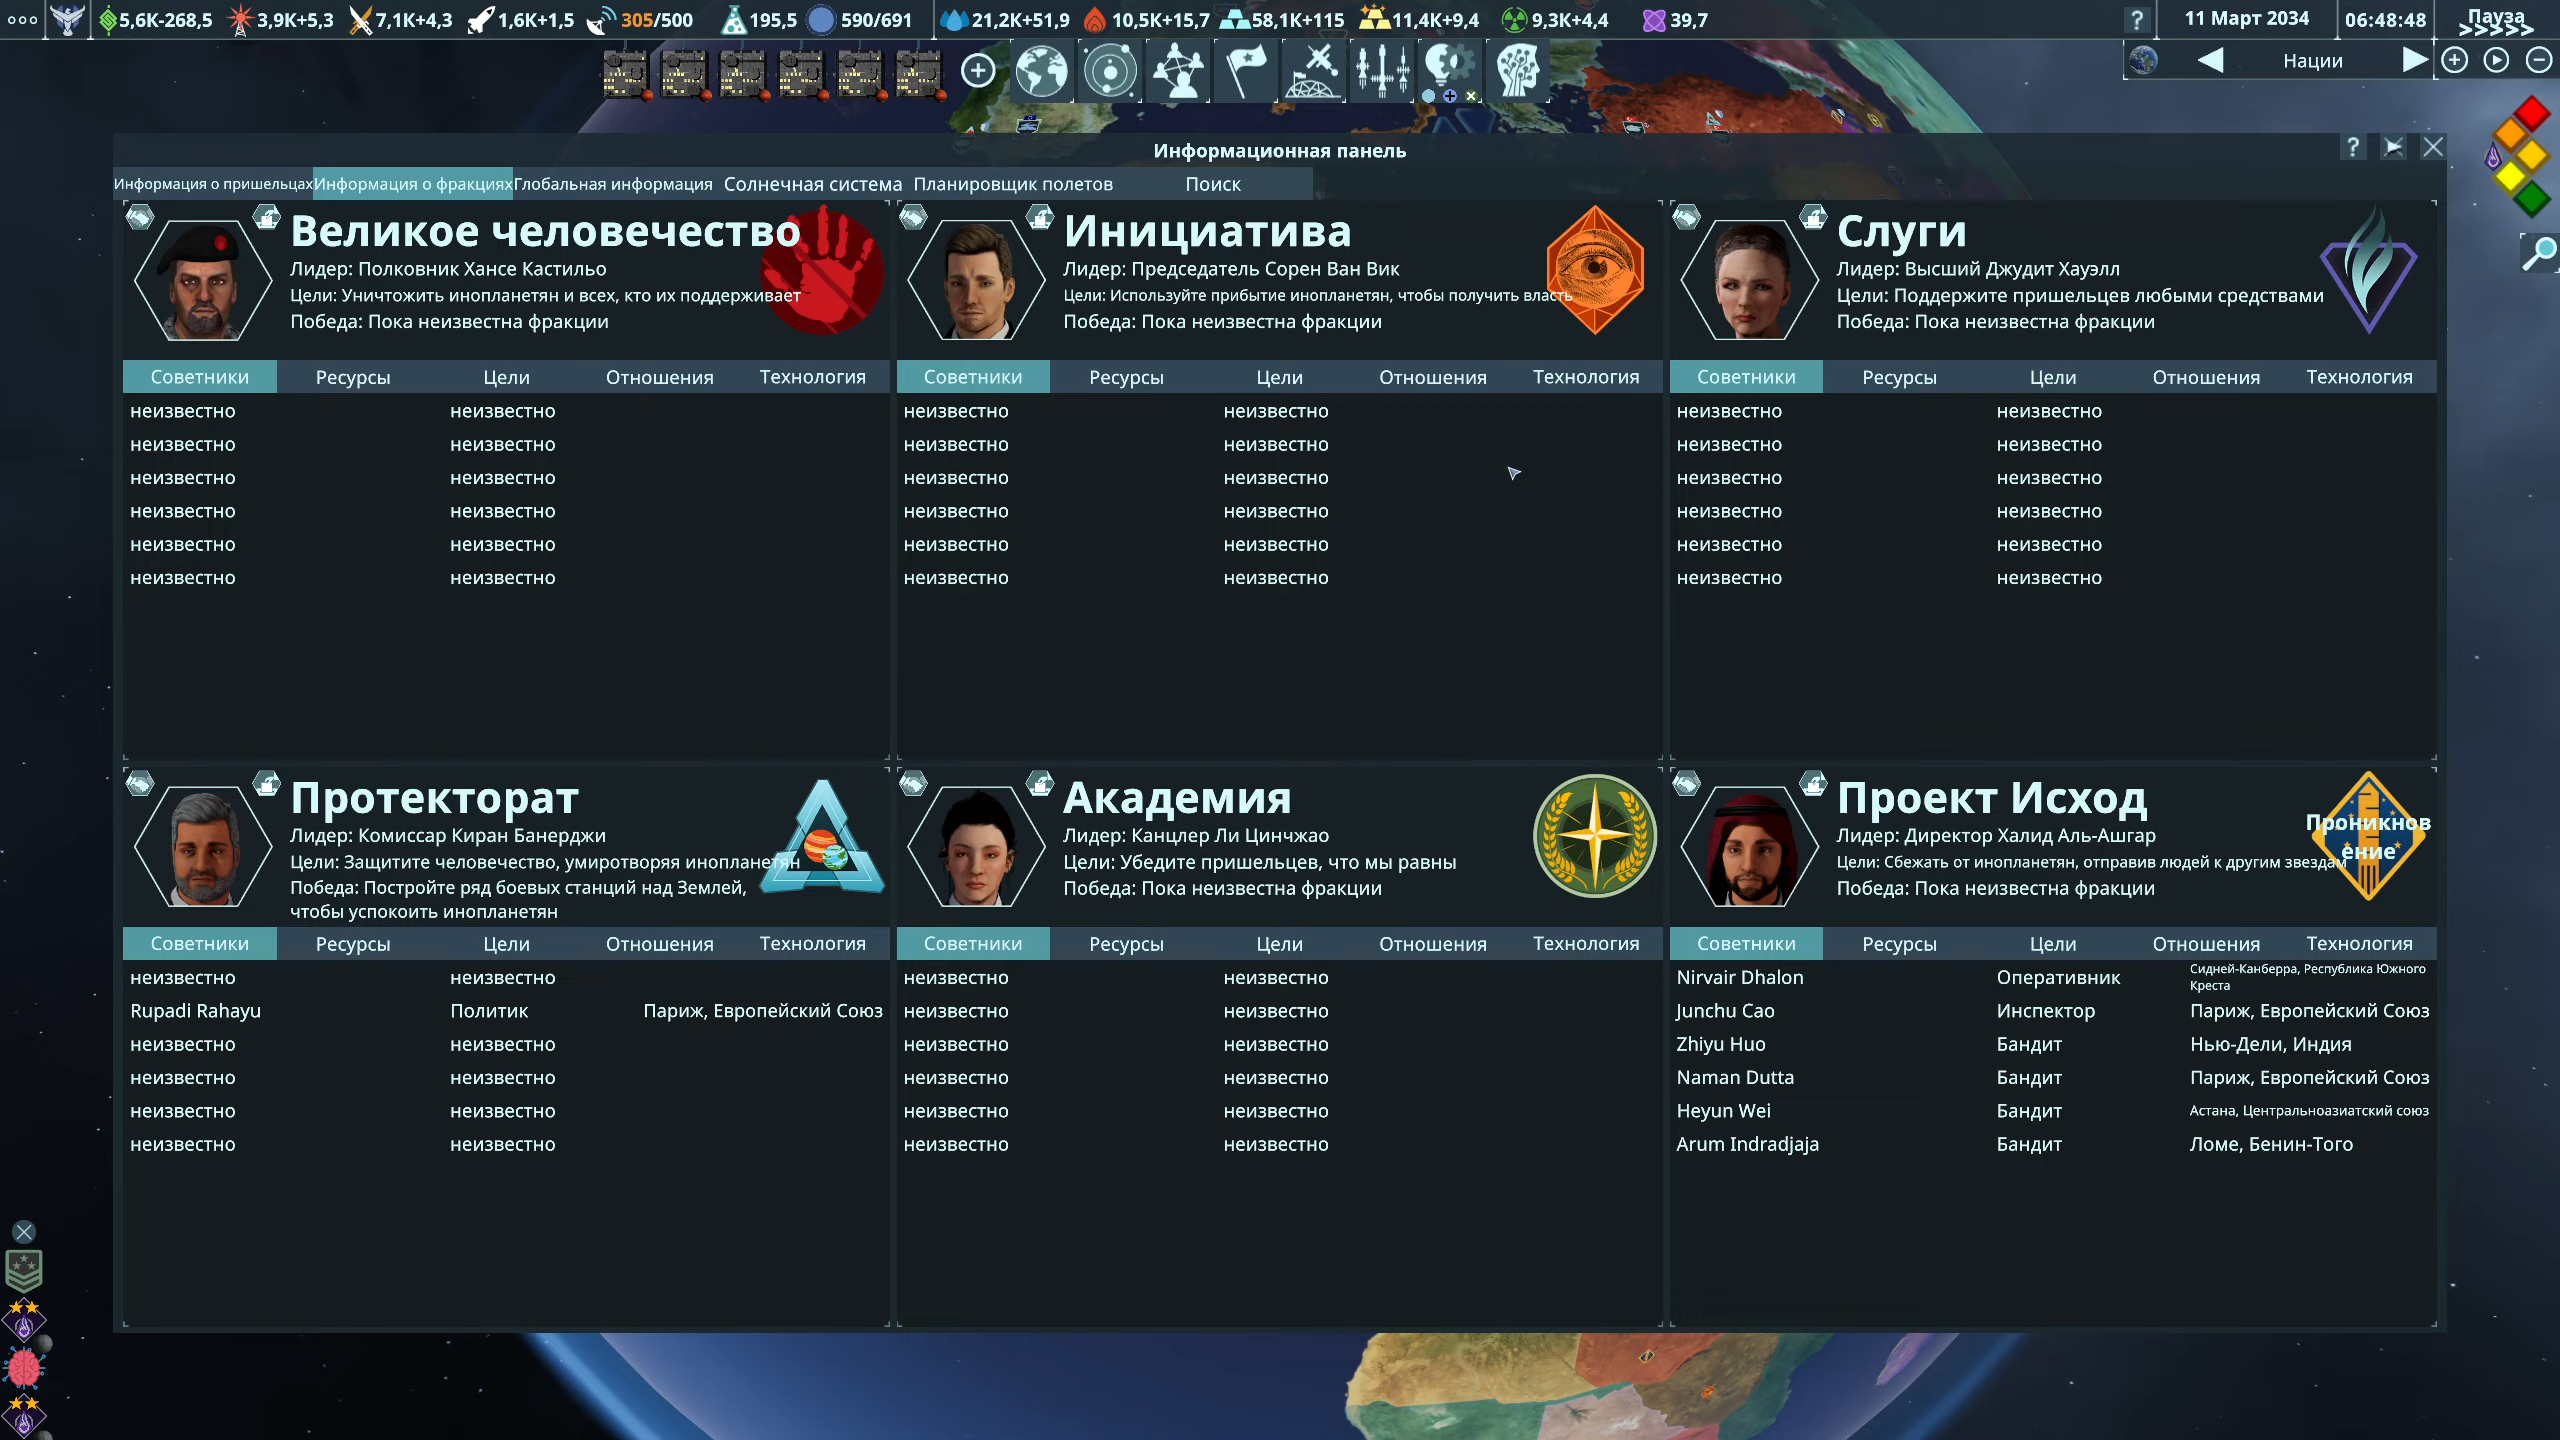 5,6K-268,5 3,9K+5,3 7,1K+4,3 1,6K+1,5 305/500 195,5 590/691 21,2K+51,9 10,5K+15,7 58,1K+115 11,4K+9,4 9,3K+4,4 39,7 ? 11 Март 2034 06:48:48 Пауза
Нации
Информационная панель ?
Информация о пришельцах Информация о фракциях Глобальная информация Солнечная система Планировщик полетов Поиск
Великое человечество
Лидер: Полковник Хансе Кастильо
Цели: Уничтожить инопланетян и всех, кто их поддерживает
Победа: Пока неизвестна фракции
Советники Ресурсы Цели Отношения Технология
неизвестно неизвестно
неизвестно неизвестно
неизвестно неизвестно
неизвестно неизвестно
неизвестно неизвестно
неизвестно неизвестно
Инициатива
Лидер: Председатель Сорен Ван Вик
Цели: Используйте прибытие инопланетян, чтобы получить власть
Победа: Пока неизвестна фракции
Советники Ресурсы Цели Отношения Технология
неизвестно неизвестно
неизвестно неизвестно
неизвестно неизвестно
неизвестно неизвестно
неизвестно неизвестно
неизвестно неизвестно
Слуги
Лидер: Высший Джудит Хауэлл
Цели: Поддержите пришельцев любыми средствами
Победа: Пока неизвестна фракции
Советники Ресурсы Цели Отношения Технология
неизвестно неизвестно
неизвестно неизвестно
неизвестно неизвестно
неизвестно неизвестно
неизвестно неизвестно
неизвестно неизвестно
Протекторат
Лидер: Комиссар Киран Банерджи
Цели: Защитите человечество, умиротворяя инопланетян
Победа: Постройте ряд боевых станций над Землей,
чтобы успокоить инопланетян
Советники Ресурсы Цели Отношения Технология
неизвестно неизвестно
Rupadi Rahayu Политик Париж, Европейский Союз
неизвестно неизвестно
неизвестно неизвестно
неизвестно неизвестно
неизвестно неизвестно
Академия
Лидер: Канцлер Ли Цинчжао
Цели: Убедите пришельцев, что мы равны
Победа: Пока неизвестна фракции
Советники Ресурсы Цели Отношения Технология
неизвестно неизвестно
неизвестно неизвестно
неизвестно неизвестно
неизвестно неизвестно
неизвестно неизвестно
неизвестно неизвестно
Проект Исход
Лидер: Директор Халид Аль-Ашгар
Цели: Сбежать от инопланетян, отправив людей к другим звездам
Победа: Пока неизвестна фракции
Проникнов
ение
Советники Ресурсы Цели Отношения Технология
Nirvair Dhalon Оперативник Сидней-Канберра, Республика Южного
Креста
Junchu Cao Инспектор Париж, Европейский Союз
Zhiyu Huo Бандит Нью-Дели, Индия
Naman Dutta Бандит Париж, Европейский Союз
Heyun Wei Бандит Астана, Центральноазиатский союз
Arum Indradjaja Бандит Ломе, Бенин-Того